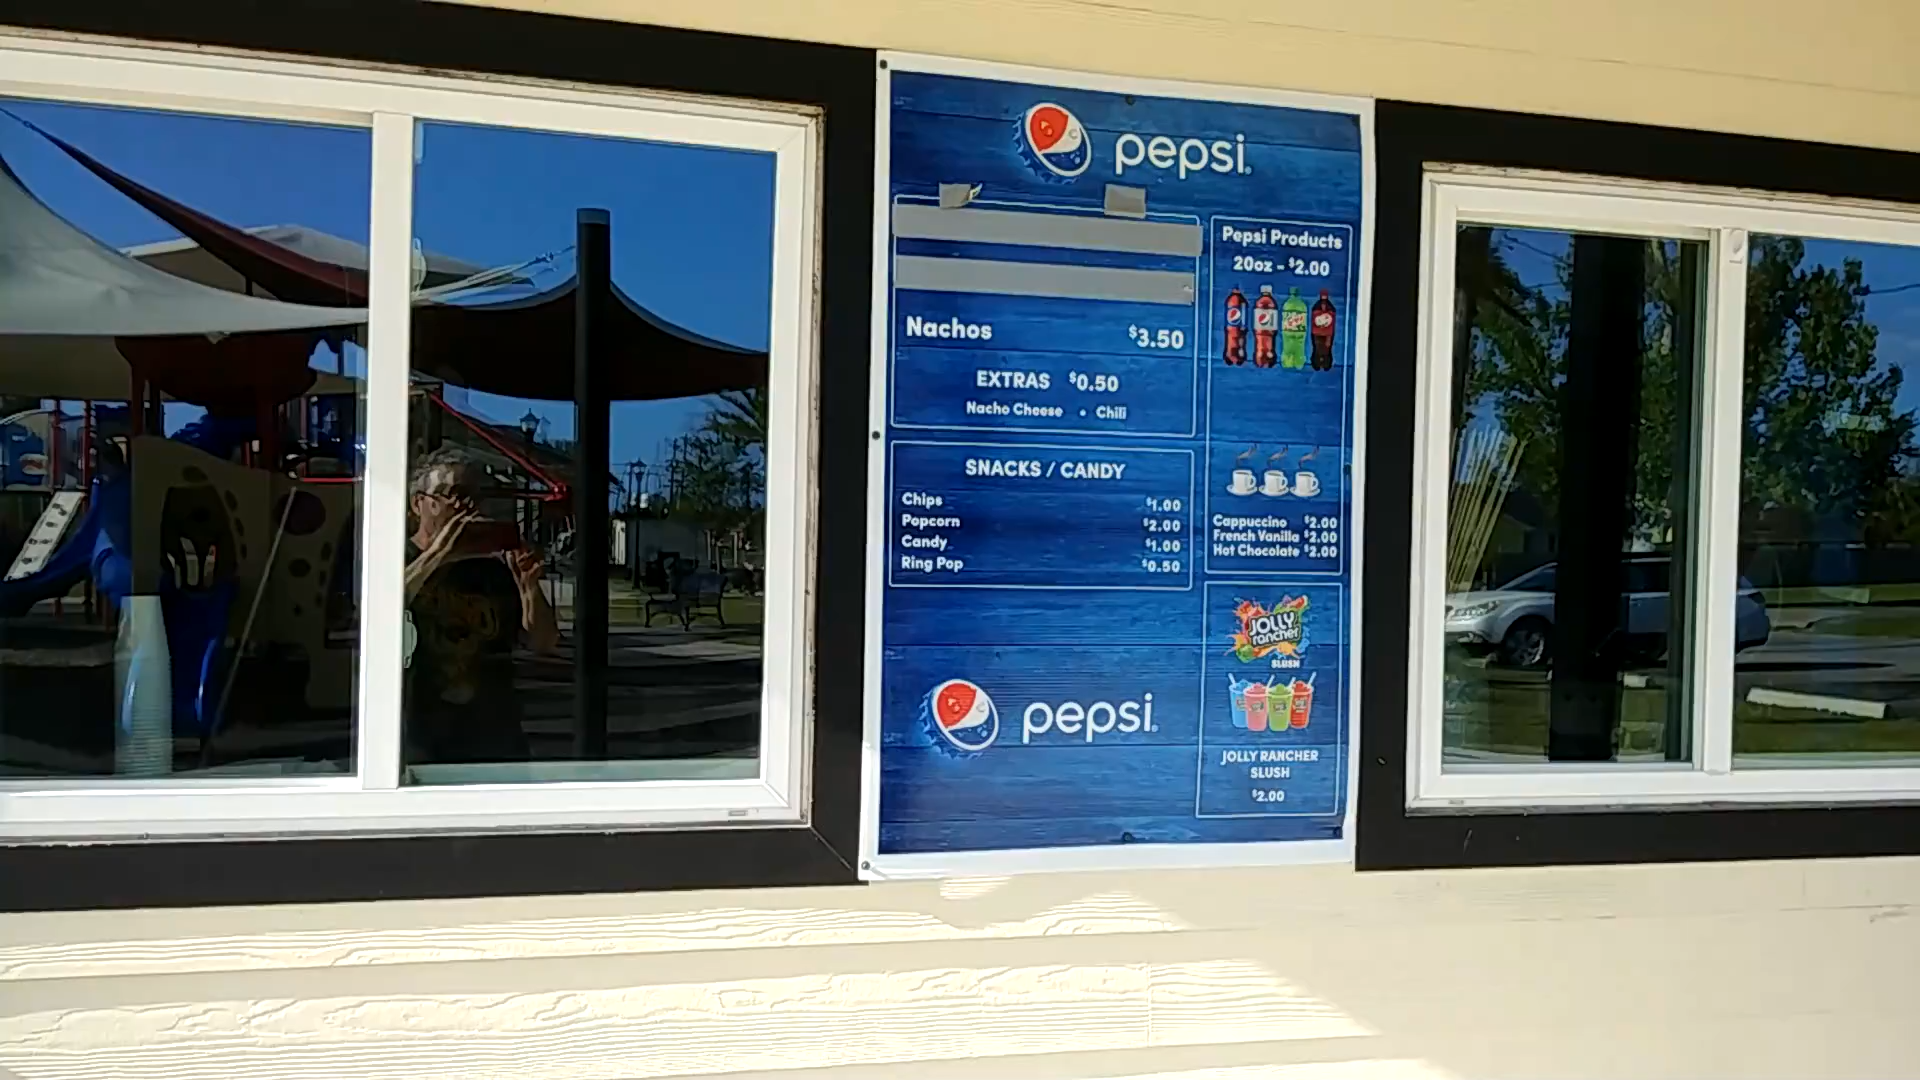 pepsi.
Nachos $3.50
EXTRAS $0.50
Nacho Cheese • Chili
SNACKS / CANDY
Chips $1.00
Popcorn $2.00
Candy $1.00
Ring Pop $0.50
pepsi.
Pepsi Products
20oz - $2.00
Cappuccino $2.00
French Vanilla $2.00
Hot Chocolate $2.00
JOLLY
rancher
SLUSH
JOLLY RANCHER
SLUSH
$2.00